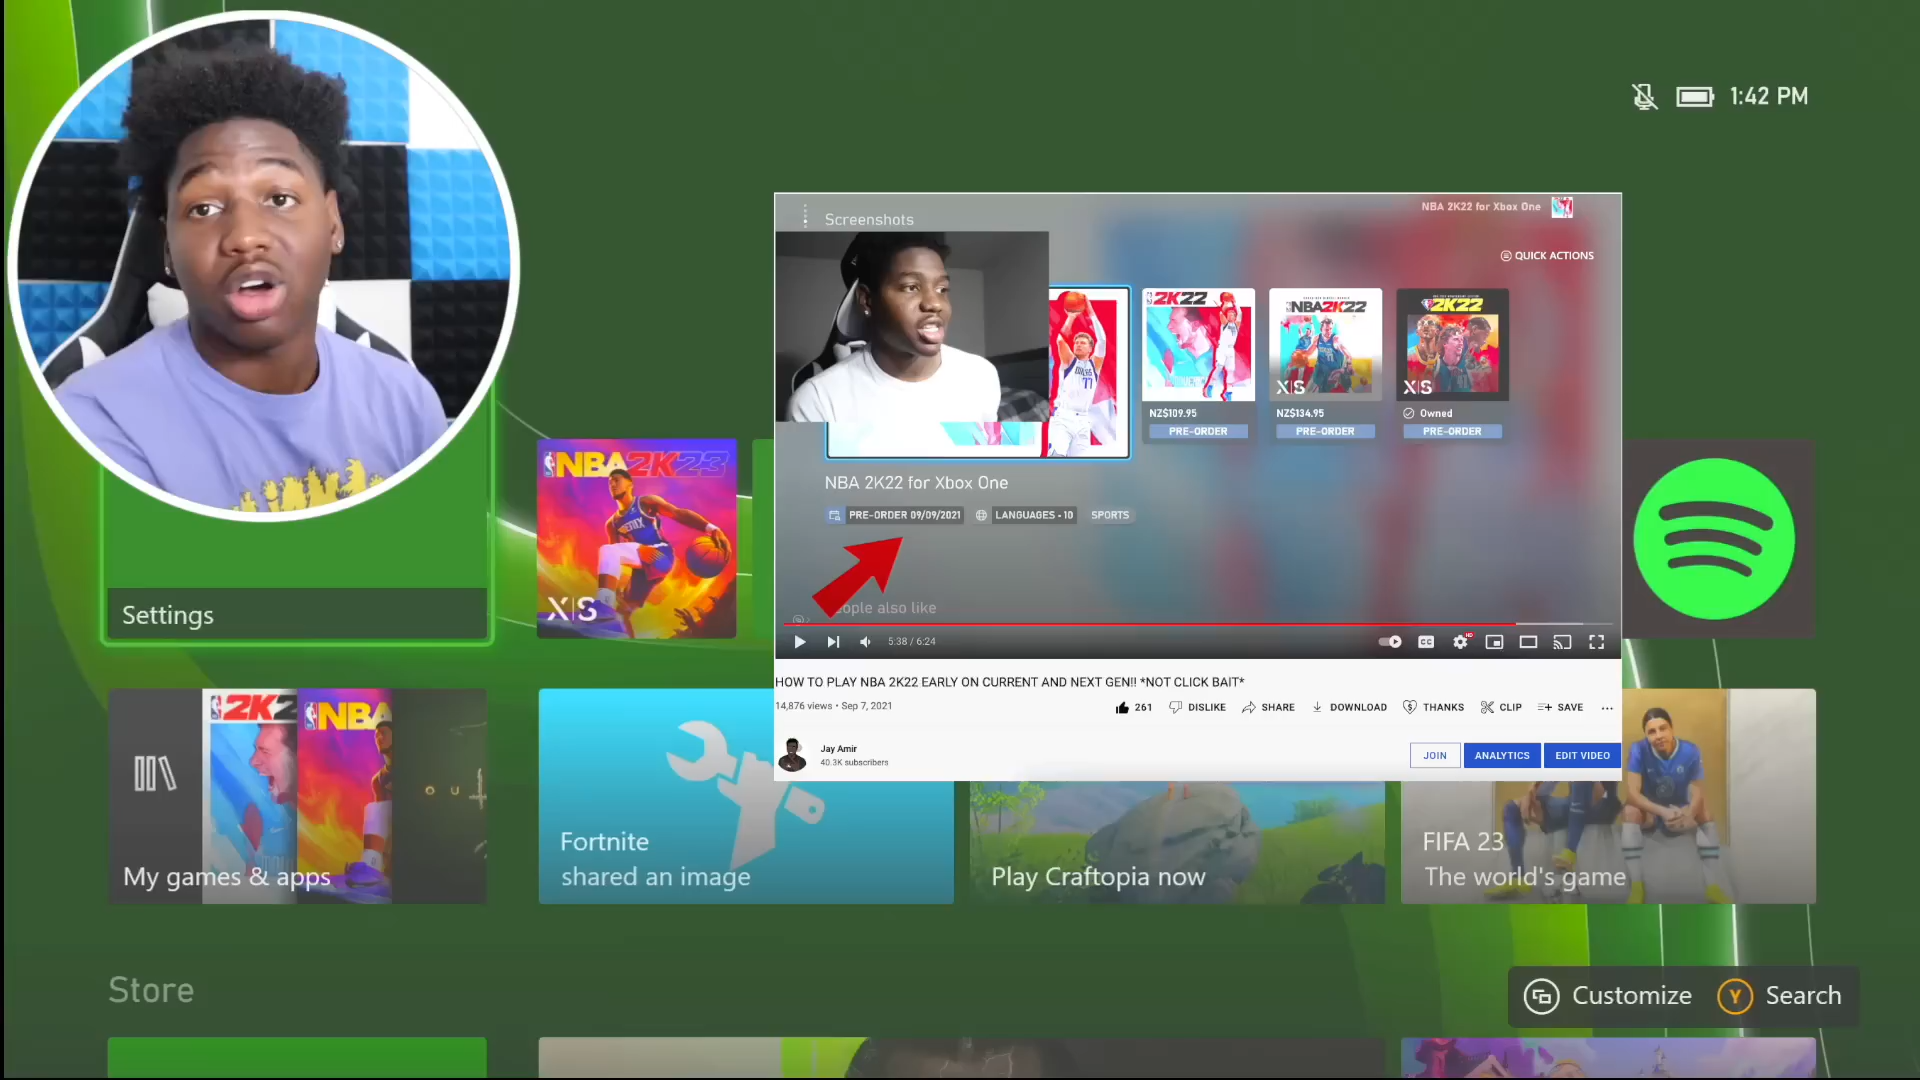 1:42 PM
Screenshots
NBA 2K22 for Xbox One
QUICK ACTIONS
2K22
NBA2K22
2K22
X|S
X|S
NZ$109.95
NZ$134.95
Owned
PRE-ORDER
PRE-ORDER
PRE-ORDER
NBA 2K22 for Xbox One
PRE-ORDER 09/09/2021
LANGUAGES - 10
SPORTS
ople also like
5:38 / 6:24
HOW TO PLAY NBA 2K22 EARLY ON CURRENT AND NEXT GEN!! *NOT CLICK BAIT*
14,876 views • Sep 7, 2021
261
DISLIKE
SHARE
DOWNLOAD
THANKS
CLIP
SAVE
Jay Amir
40.3K subscribers
JOIN
ANALYTICS
EDIT VIDEO
NBA 2K23
X|S
Settings
2K2
NBA
out
My games & apps
Fortnite
shared an image
Play Craftopia now
FIFA 23
The world's game
Store
Customize
Y
Search